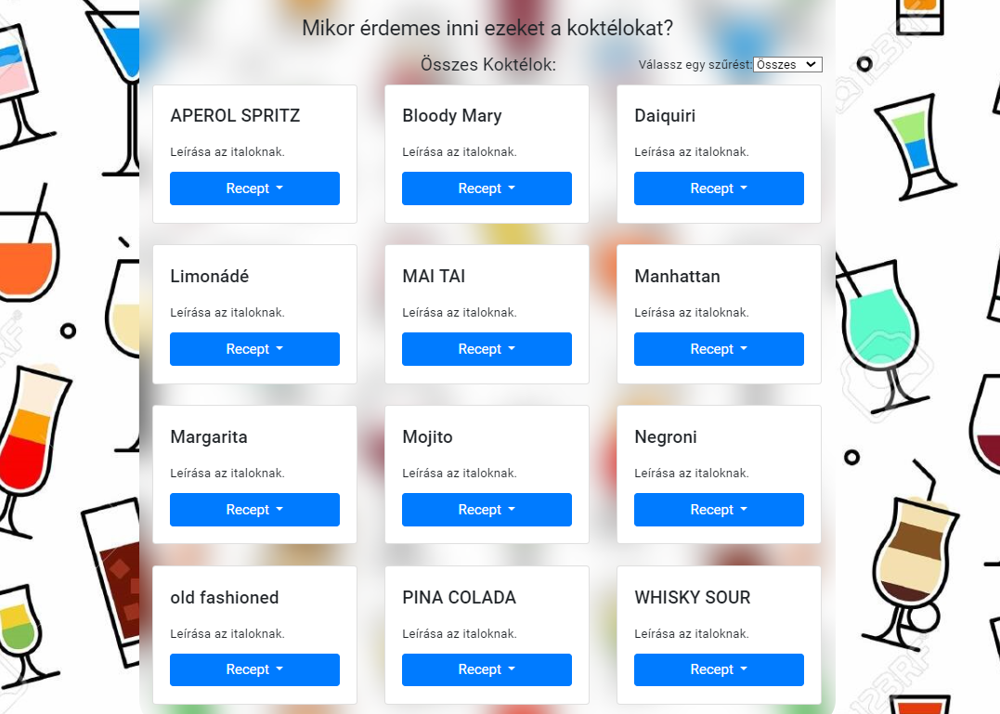 Mikor érdemes inni ezeket a koktélokat?
Összes Koktélok:
Válassz egy szűrést: Összes
APEROL SPRITZ
Leírása az italoknak.
Recept
Bloody Mary
Leírása az italoknak.
Recept
Daiquiri
Leírása az italoknak.
Recept
Limonádé
Leírása az italoknak.
Recept
MAI TAI
Leírása az italoknak.
Recept
Manhattan
Leírása az italoknak.
Recept
Margarita
Leírása az italoknak.
Recept
Mojito
Leírása az italoknak.
Recept
Negroni
Leírása az italoknak.
Recept
old fashioned
Leírása az italoknak.
Recept
PINA COLADA
Leírása az italoknak.
Recept
WHISKY SOUR
Leírása az italoknak.
Recept
123RF
123RF